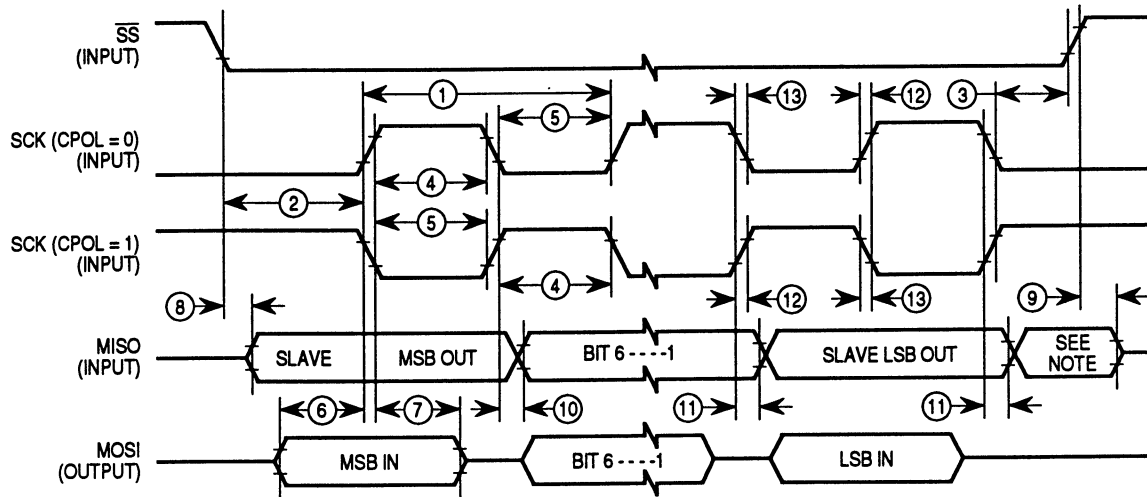 SS
(INPUT)
1
13
12
3
5
SCK (CPOL = 0)
(INPUT)
4
2
5
SCK (CPOL = 1)
(INPUT)
4
8
12
13
9
MISO
(INPUT)
SLAVE
MSB OUT
BIT 6 - - - - - 1
SLAVE LSB OUT
SEE
NOTE
6
7
10
11
11
MOSI
(OUTPUT)
MSB IN
BIT 6 - - - - 1
LSB IN